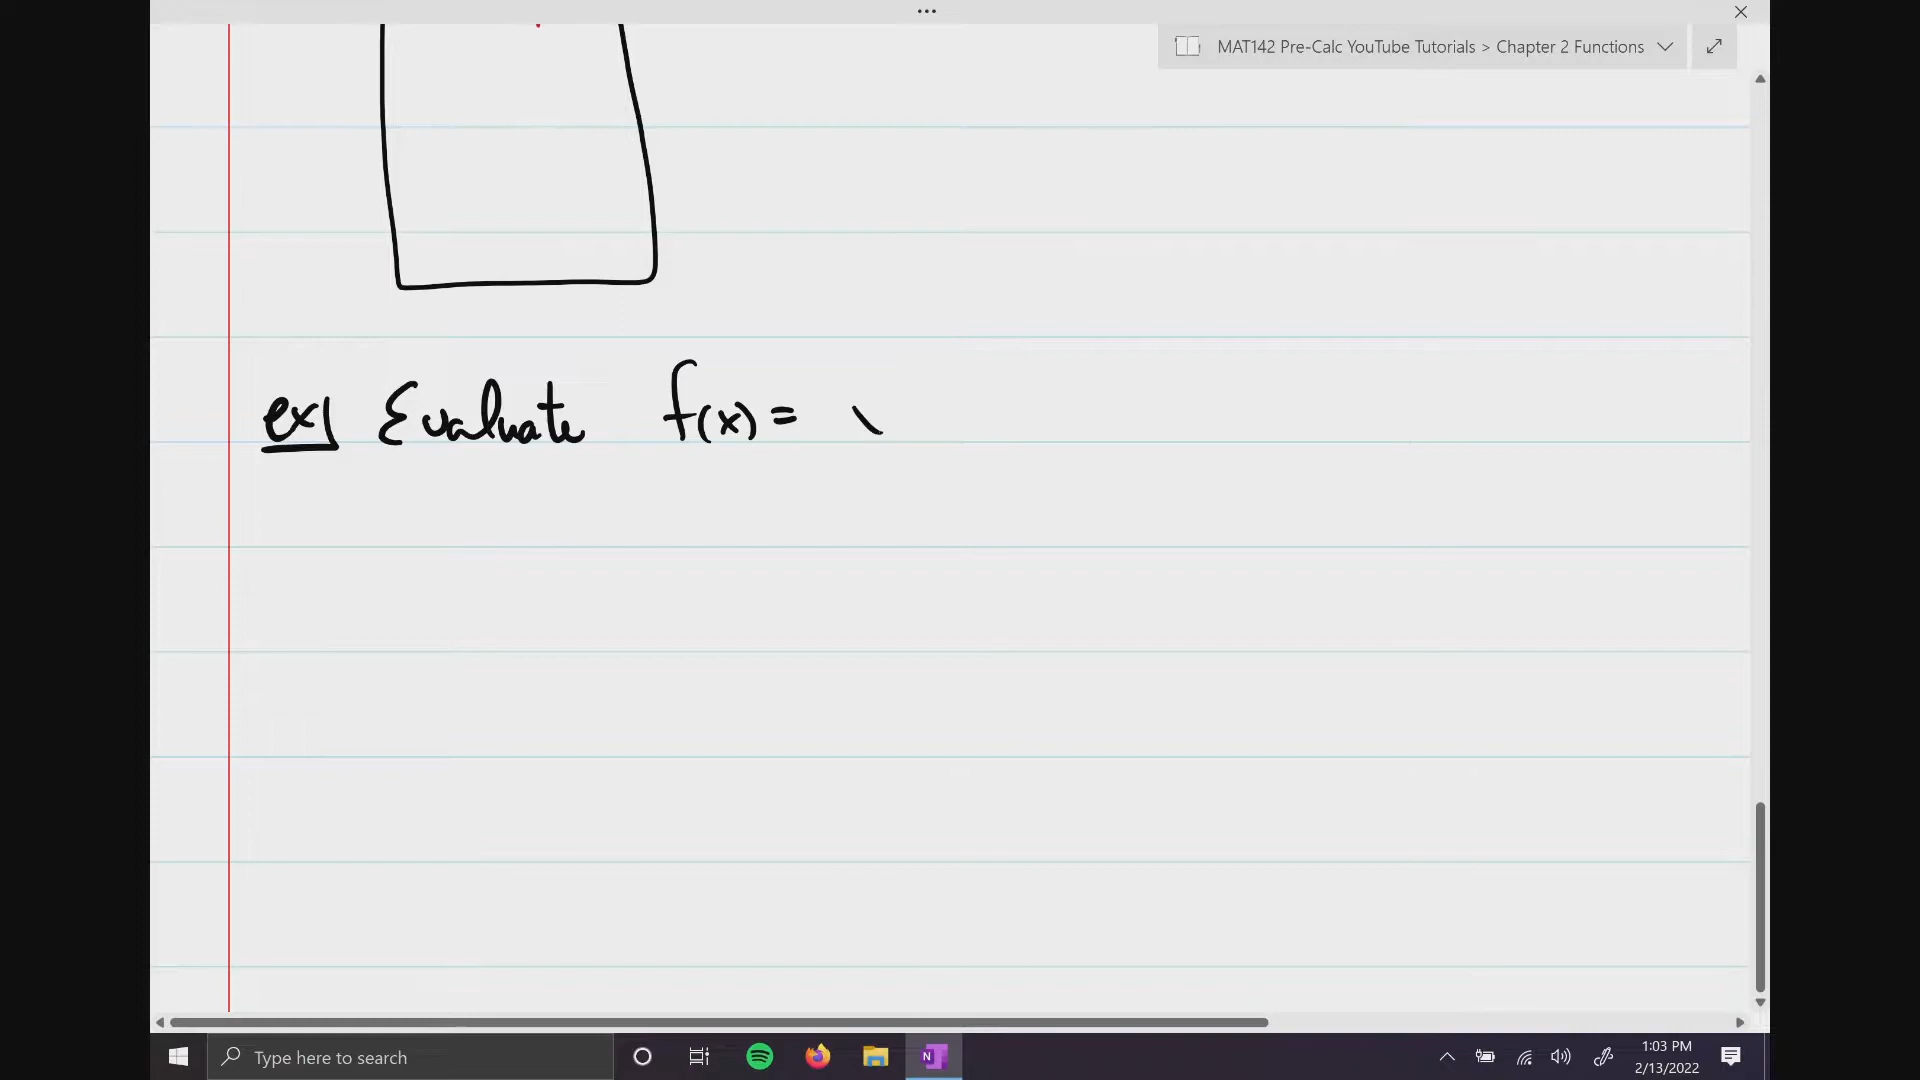 MAT142 Pre-Calc YouTube Tutorials > Chapter 2 Functions
ex) Evaluate f(x) = \
Type here to search
1:03 PM
2/13/2022